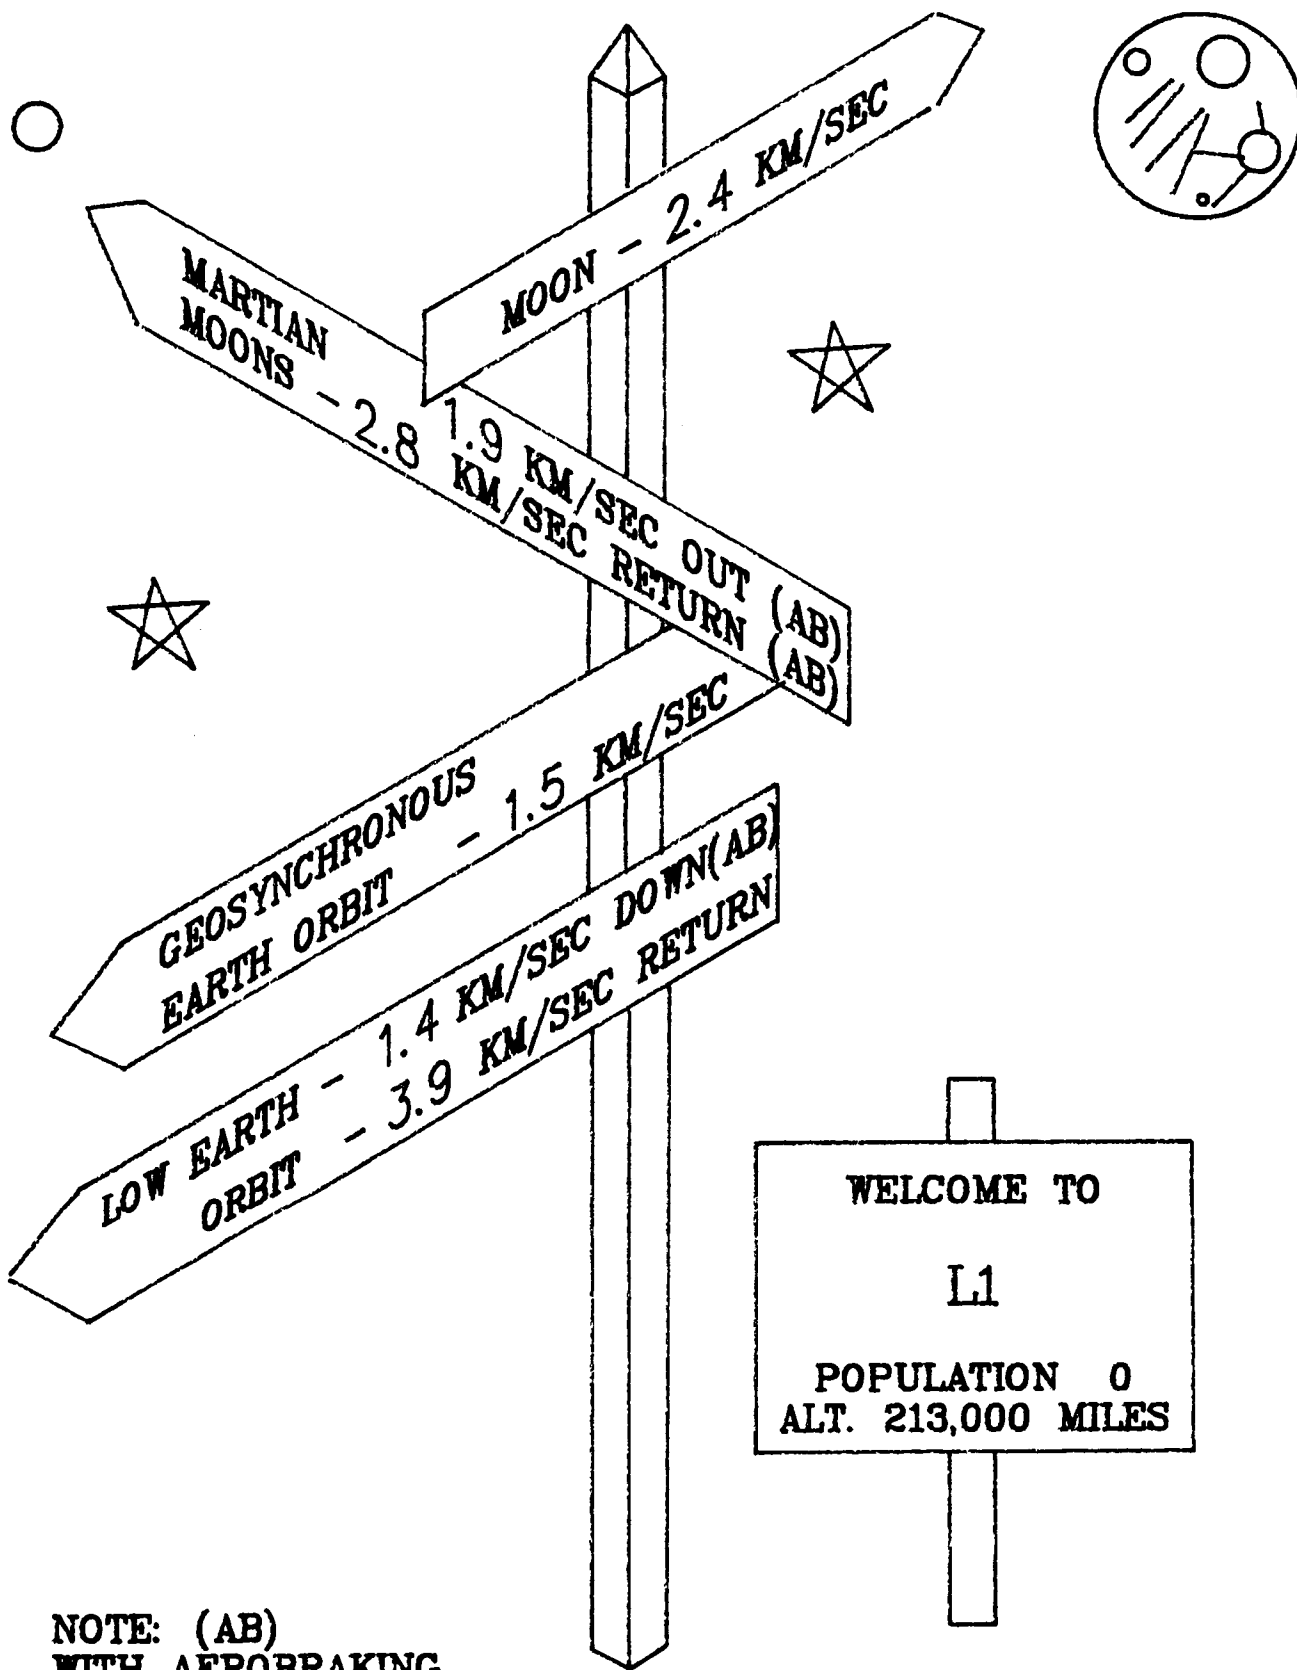 MOON - 2.4 KM/SEC
MARTIAN
MOONS - 1.9 KM/SEC OUT (AB)
- 2.8 KM/SEC RETURN (AB)
GEOSYNCHRONOUS
EARTH ORBIT - 1.5 KM/SEC
LOW EARTH - 1.4 KM/SEC DOWN(AB)
ORBIT - 3.9 KM/SEC RETURN
WELCOME TO
L1
POPULATION 0
ALT. 213,000 MILES
NOTE: (AB)
WITH AEROBRAKING